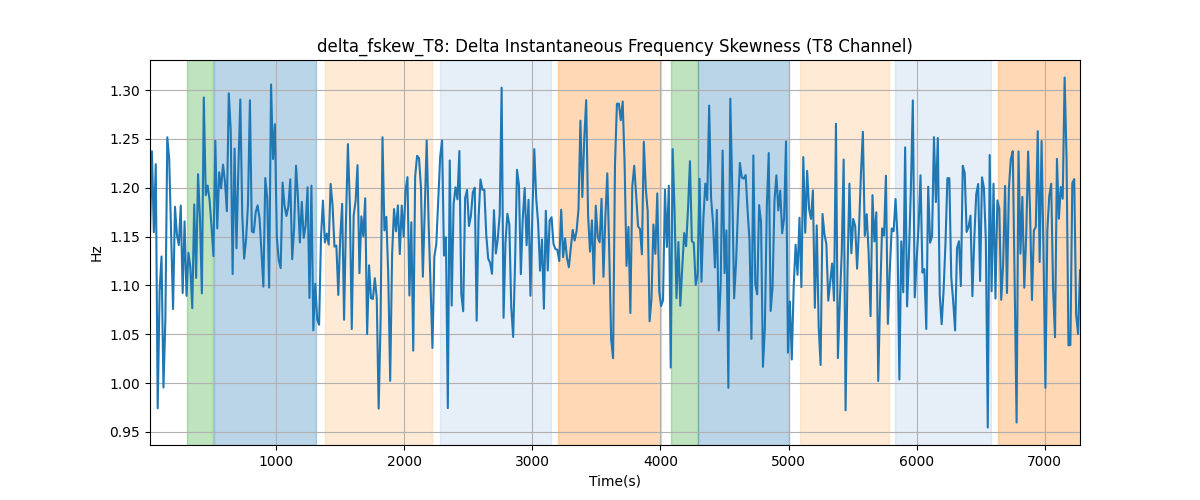 delta_fskew_T8: Delta Instantaneous Frequency Skewness (T8 Channel)
1.30
1.25
1.20
1.15
1.10
1.05
1.00
0.95
Hz
1000 2000 3000 4000 5000 6000 7000
Time(s)